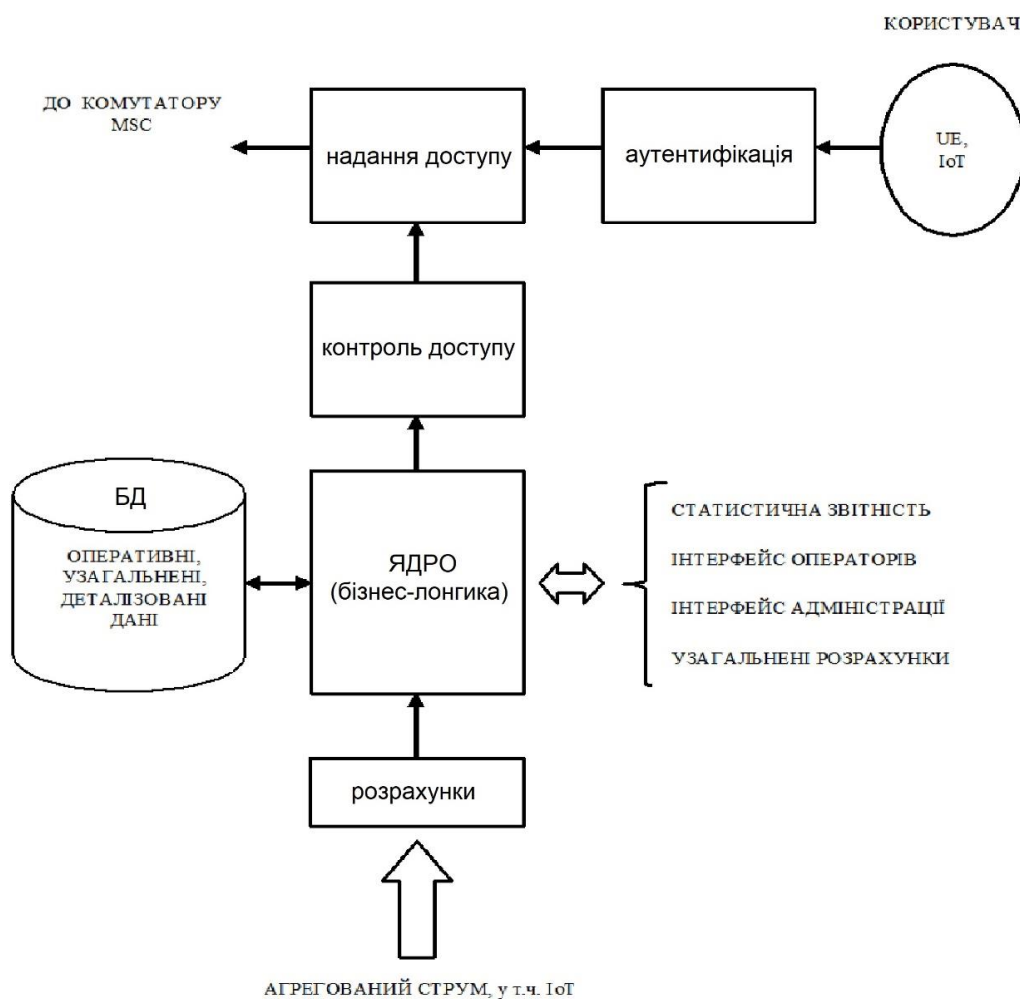 КОРИСТУВАЧ
ДО КОМУТАТОРУ
MSC
надання доступу
аутентифікація
UE,
IoT
контроль доступу
БД
ОПЕРАТИВНІ,
УЗАГАЛЬНЕНІ,
ДЕТАЛІЗОВАНІ
ДАНІ
ЯДРО
(бізнес-лонгика)
СТАТИСТИЧНА ЗВІТНІСТЬ
ІНТЕРФЕЙС ОПЕРАТОРІВ
ІНТЕРФЕЙС АДМІНІСТРАЦІЇ
УЗАГАЛЬНЕНІ РОЗРАХУНКИ
розрахунки
АГРЕГОВАНИЙ СТРУМ, у т.ч. IoT